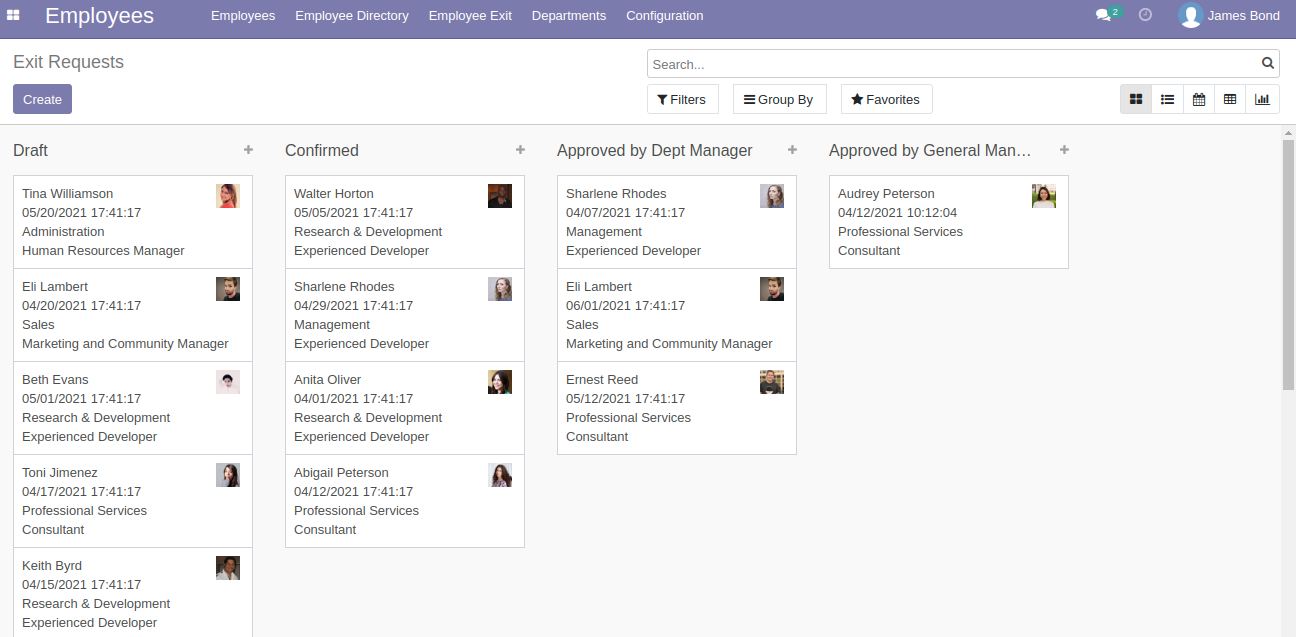 Employees
Employees Employee Directory Employee Exit Departments Configuration
2
James Bond
Exit Requests
Search...
Create
Filters
Group By
Favorites
Draft
Tina Williamson
05/20/2021 17:41:17
Administration
Human Resources Manager
Eli Lambert
04/20/2021 17:41:17
Sales
Marketing and Community Manager
Beth Evans
05/01/2021 17:41:17
Research & Development
Experienced Developer
Toni Jimenez
04/17/2021 17:41:17
Professional Services
Consultant
Keith Byrd
04/15/2021 17:41:17
Research & Development
Experienced Developer
Confirmed
Walter Horton
05/05/2021 17:41:17
Research & Development
Experienced Developer
Sharlene Rhodes
04/29/2021 17:41:17
Management
Experienced Developer
Anita Oliver
04/01/2021 17:41:17
Research & Development
Experienced Developer
Abigail Peterson
04/12/2021 17:41:17
Professional Services
Consultant
Approved by Dept Manager
Sharlene Rhodes
04/07/2021 17:41:17
Management
Experienced Developer
Eli Lambert
06/01/2021 17:41:17
Sales
Marketing and Community Manager
Ernest Reed
05/12/2021 17:41:17
Professional Services
Consultant
Approved by General Man…
Audrey Peterson
04/12/2021 10:12:04
Professional Services
Consultant